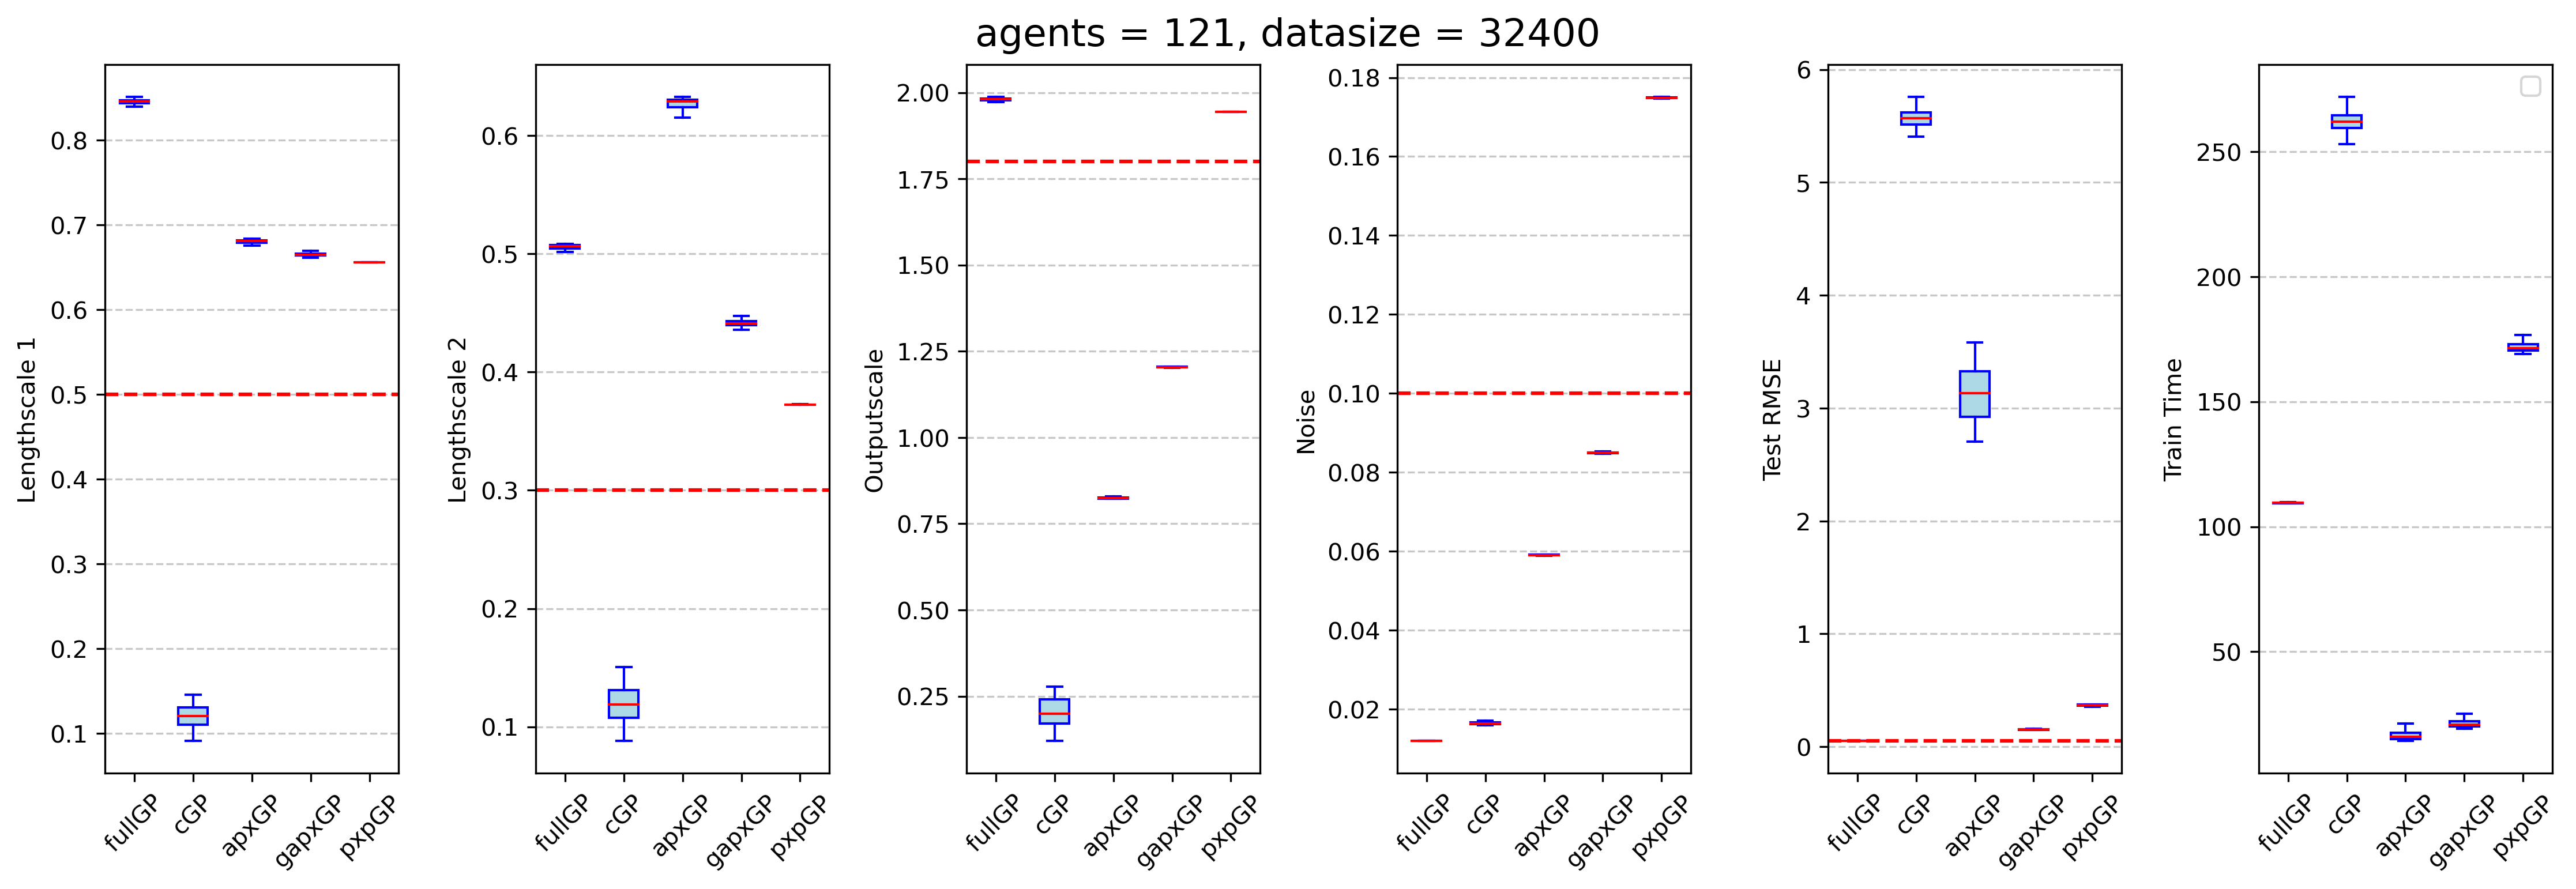 agents = 121, datasize = 32400
Lengthscale 1
0.8
0.7
0.6
0.5
0.4
0.3
0.2
0.1
fullGP
cGP
apxGP
gapxGP
pxpGP
Lengthscale 2
0.6
0.5
0.4
0.3
0.2
0.1
fullGP
cGP
apxGP
gapxGP
pxpGP
Outputscale
2.00
1.75
1.50
1.25
1.00
0.75
0.50
0.25
fullGP
cGP
apxGP
gapxGP
pxpGP
Noise
0.18
0.16
0.14
0.12
0.10
0.08
0.06
0.04
0.02
fullGP
cGP
apxGP
gapxGP
pxpGP
Test RMSE
6
5
4
3
2
1
0
fullGP
cGP
apxGP
gapxGP
pxpGP
Train Time
250
200
150
100
50
fullGP
cGP
apxGP
gapxGP
pxpGP